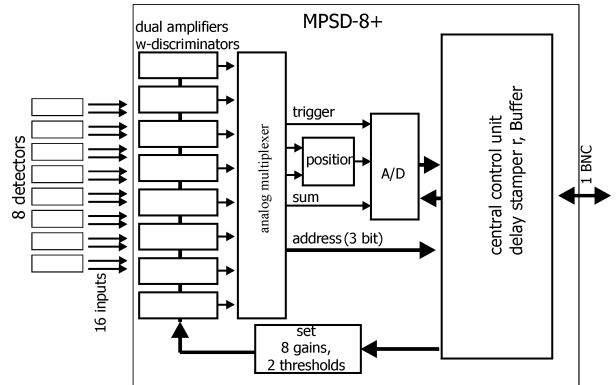 MPSD-8+
dual amplifiers
w-discriminators
8 detectors
16 inputs
analog multiplexer
trigger
position
sum
A/D
address (3 bit)
central control unit
delay stamper r, Buffer
1 BNC
set
8 gains,
2 thresholds